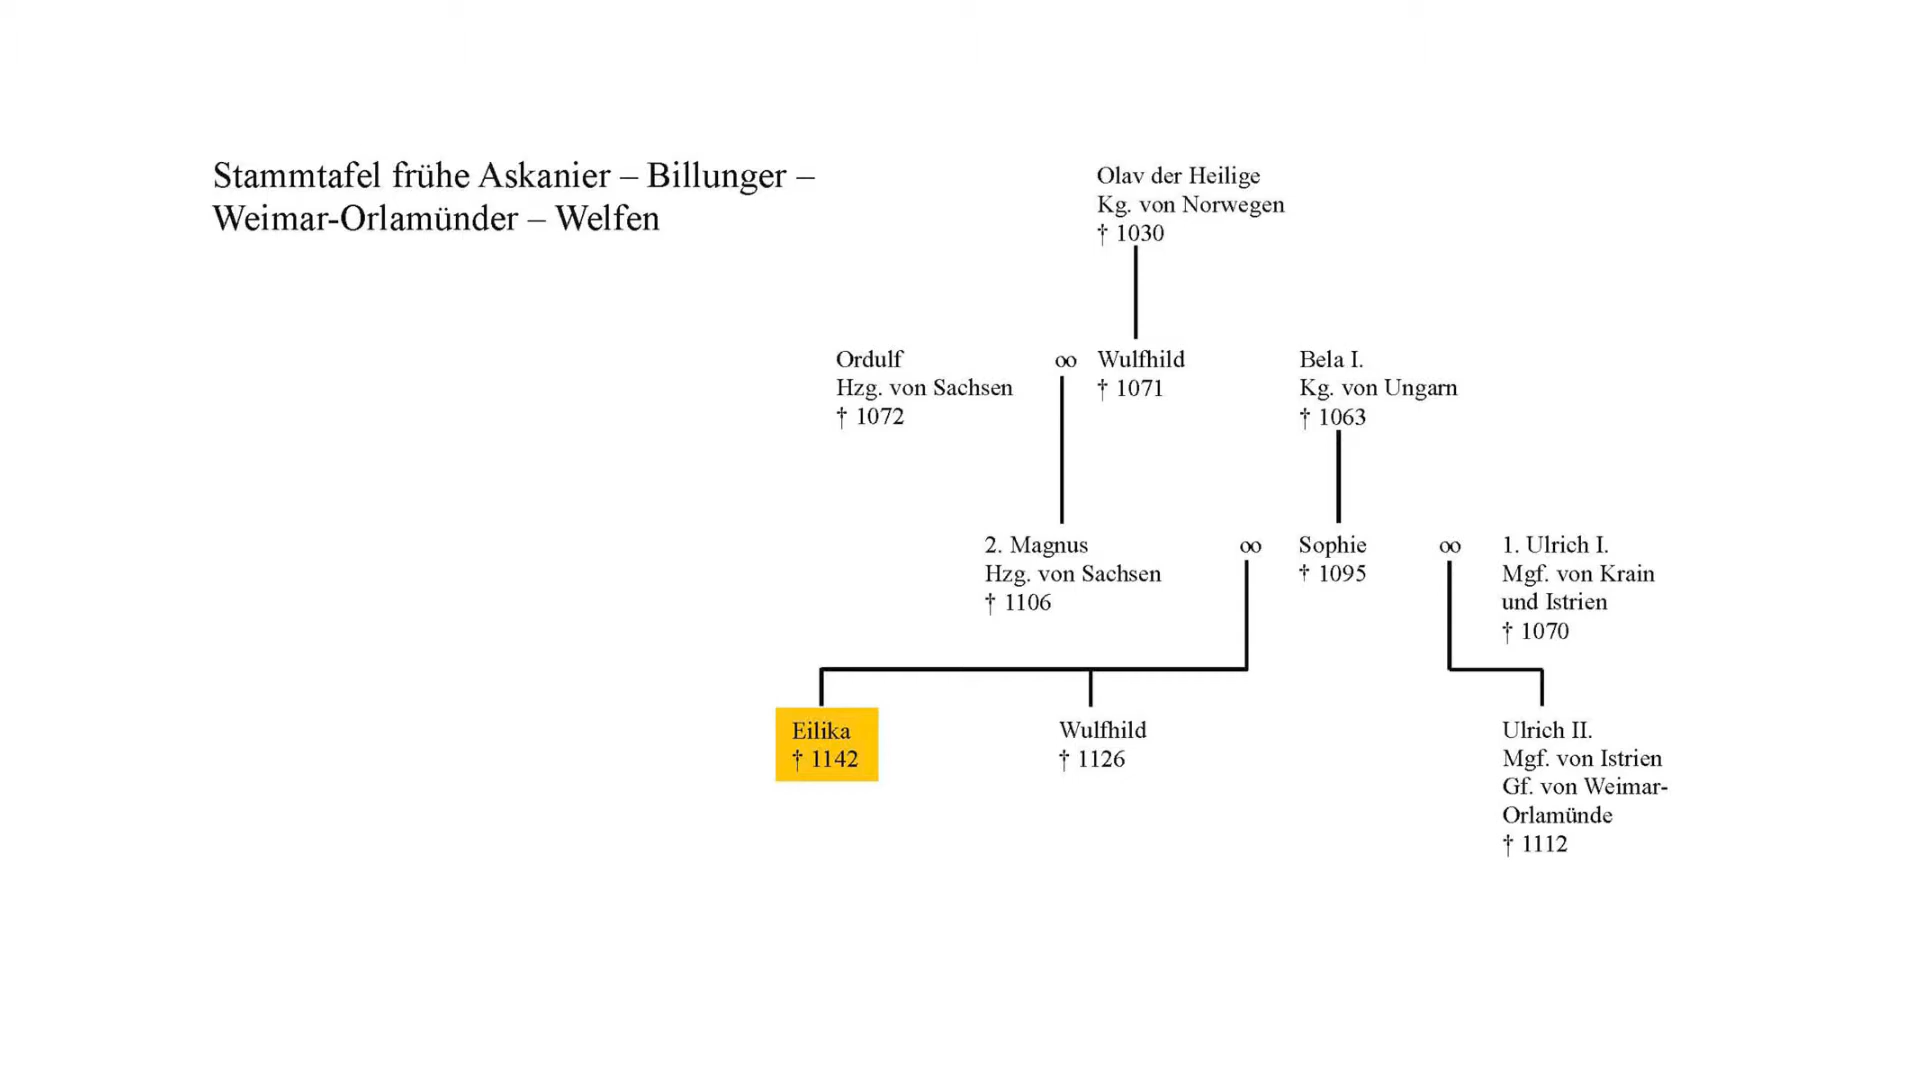 Stammtafel frühe Askanier – Billunger –
Weimar-Orlamünder – Welfen
Olav der Heilige
Kg. von Norwegen
† 1030
Ordulf
Hzg. von Sachsen
† 1072
∞
Wulfhild
† 1071
Bela I.
Kg. von Ungarn
† 1063
2. Magnus
Hzg. von Sachsen
† 1106
∞
Sophie
† 1095
∞
1. Ulrich I.
Mgf. von Krain
und Istrien
† 1070
Eilika
† 1142
Wulfhild
† 1126
Ulrich II.
Mgf. von Istrien
Gf. von Weimar-
Orlamünde
† 1112